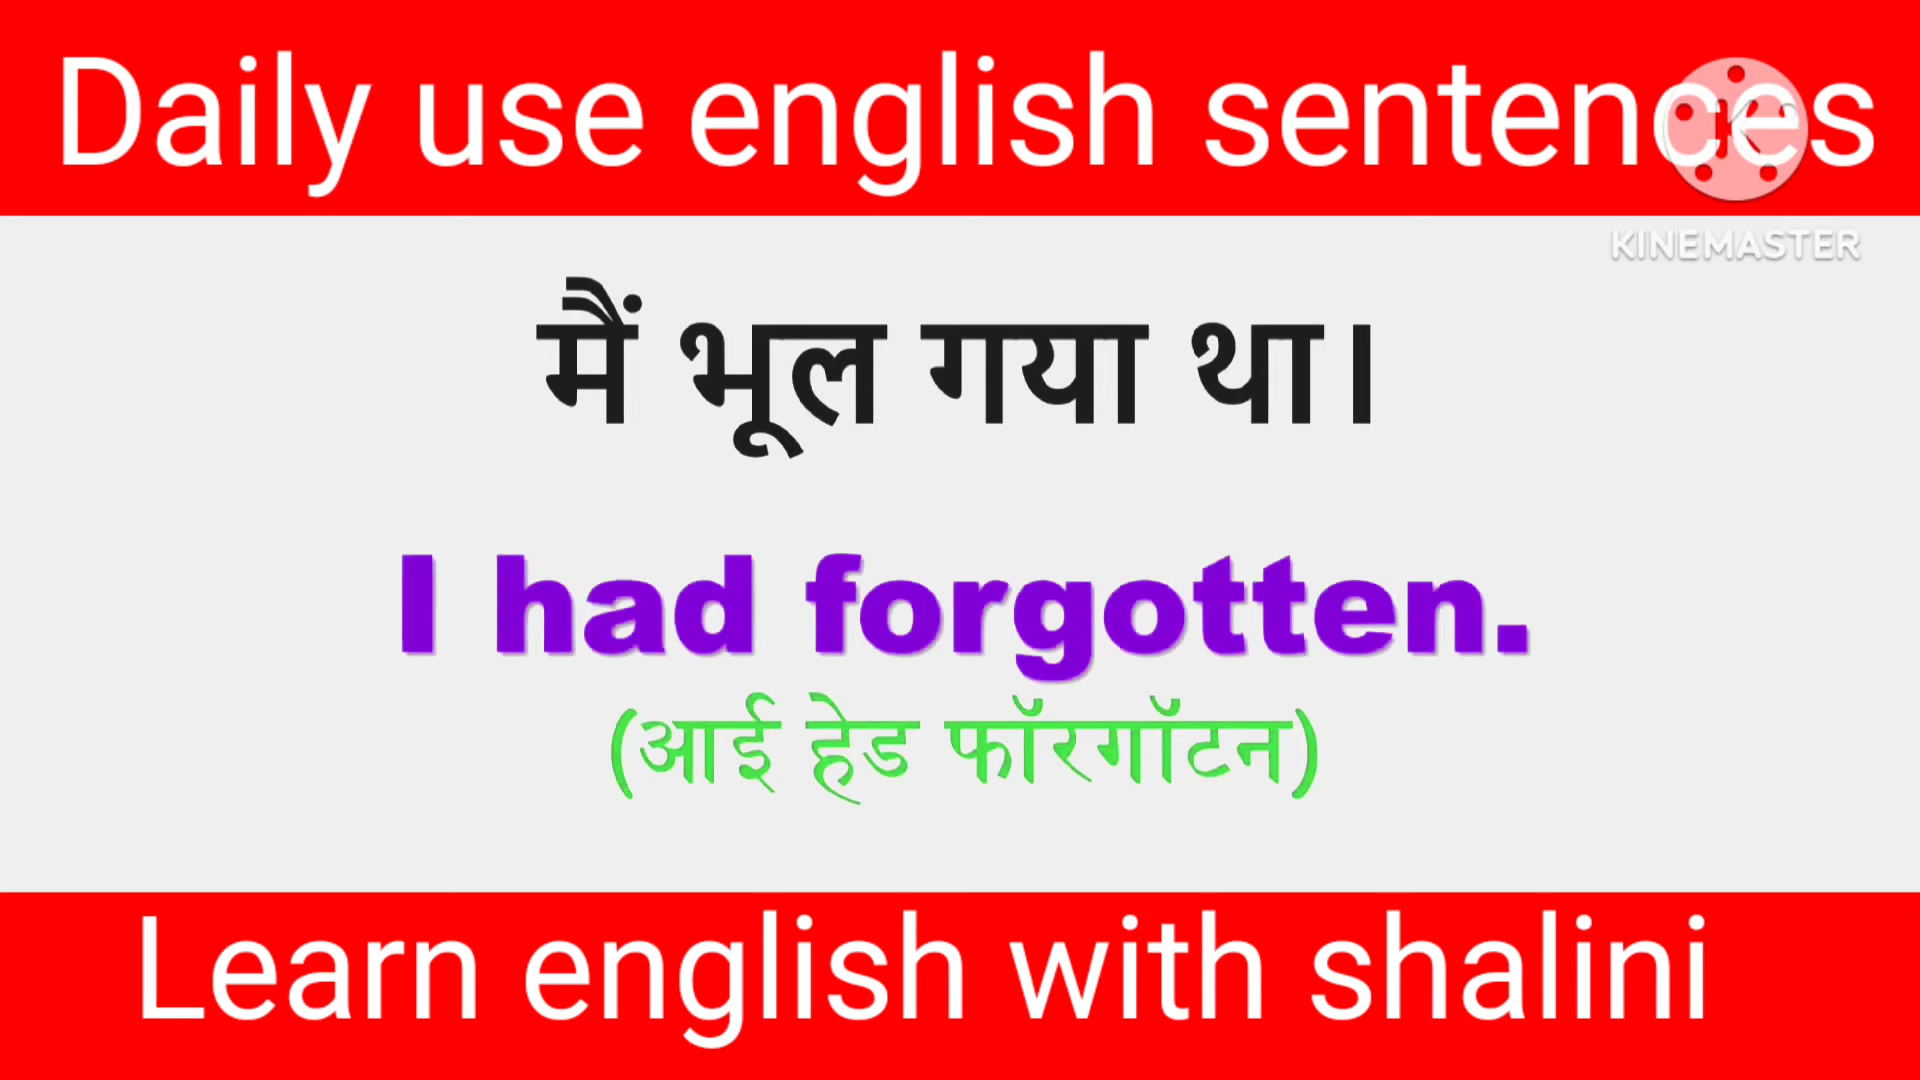 Daily use english sentences
KINEMASTER
मैं भूल गया था।
I had forgotten.
(आई हेड फॉरगॉटन)
Learn english with shalini